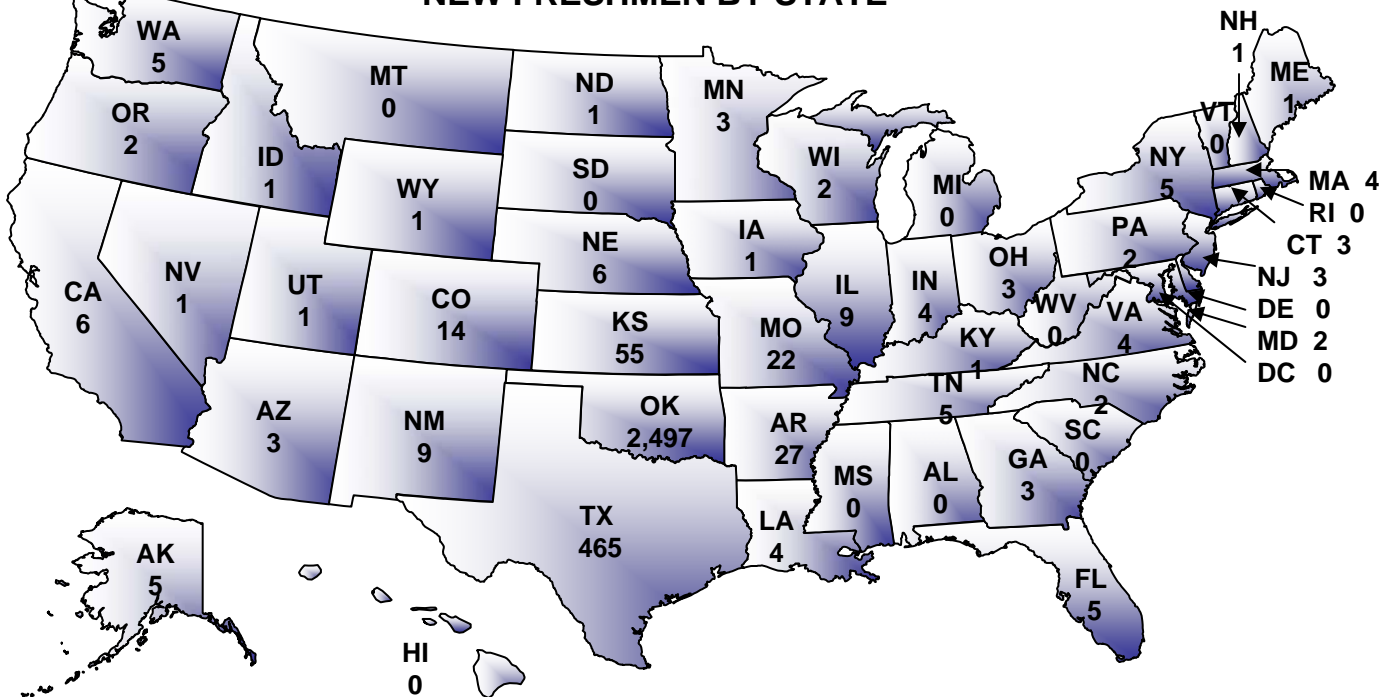 NEW FRESHMEN BY STATE
WA
5
OR
2
CA
6
NV
1
ID
1
MT
0
WY
1
UT
1
AZ
3
CO
14
NM
9
ND
1
SD
0
NE
6
KS
55
OK
2,497
TX
465
MN
3
IA
1
MO
22
AR
27
LA
4
WI
2
IL
9
MI
0
IN
4
OH
3
KY
1
TN
5
MS
0
AL
0
GA
3
FL
5
SC
0
NC
2
VA
4
WV
0
PA
2
NY
5
VT
0
NH
1
ME
1
MA 4
RI 0
CT 3
NJ 3
DE 0
MD 2
DC 0
AK
5
HI
0